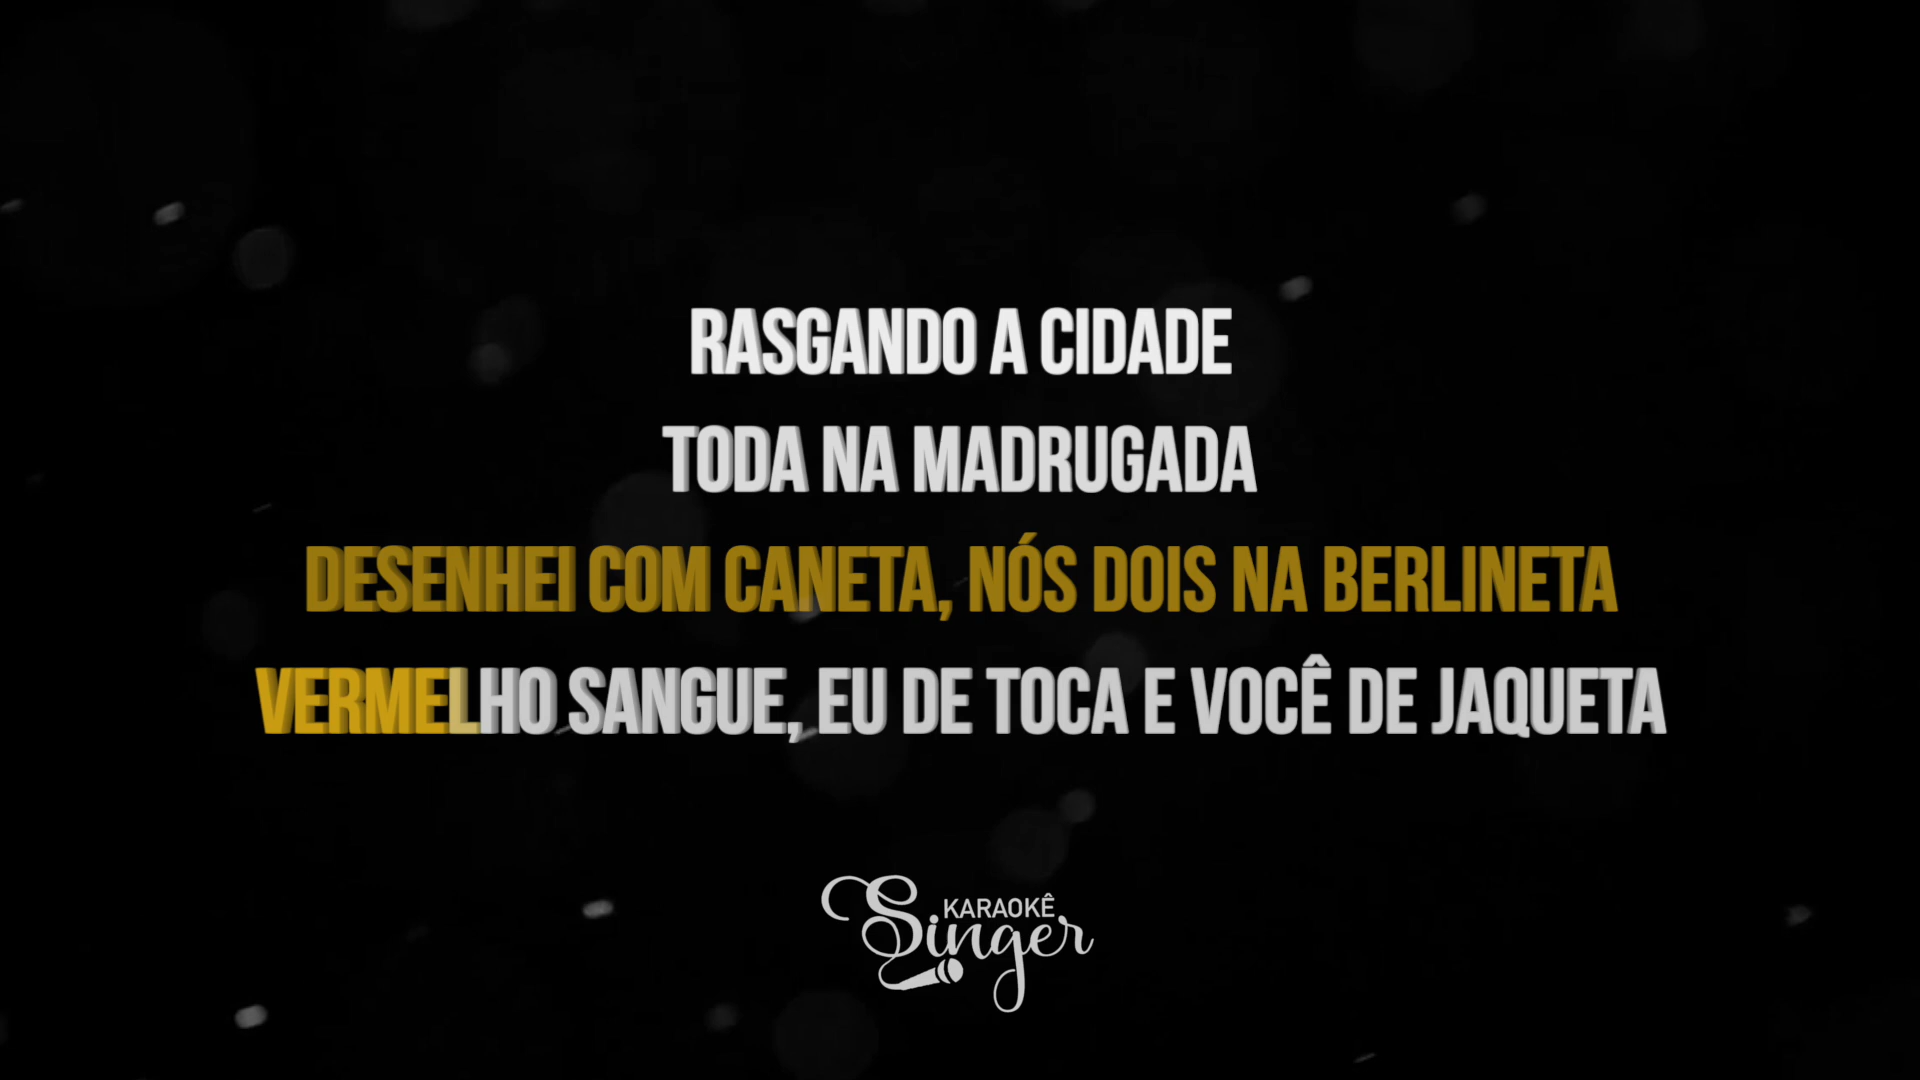 RASGANDO A CIDADE
TODA NA MADRUGADA
DESENHEI COM CANETA, NÓS DOIS NA BERLINETA
VERMELHO SANGUE, EU DE TOCA E VOCÊ DE JAQUETA
KARAOKÊ
Singer